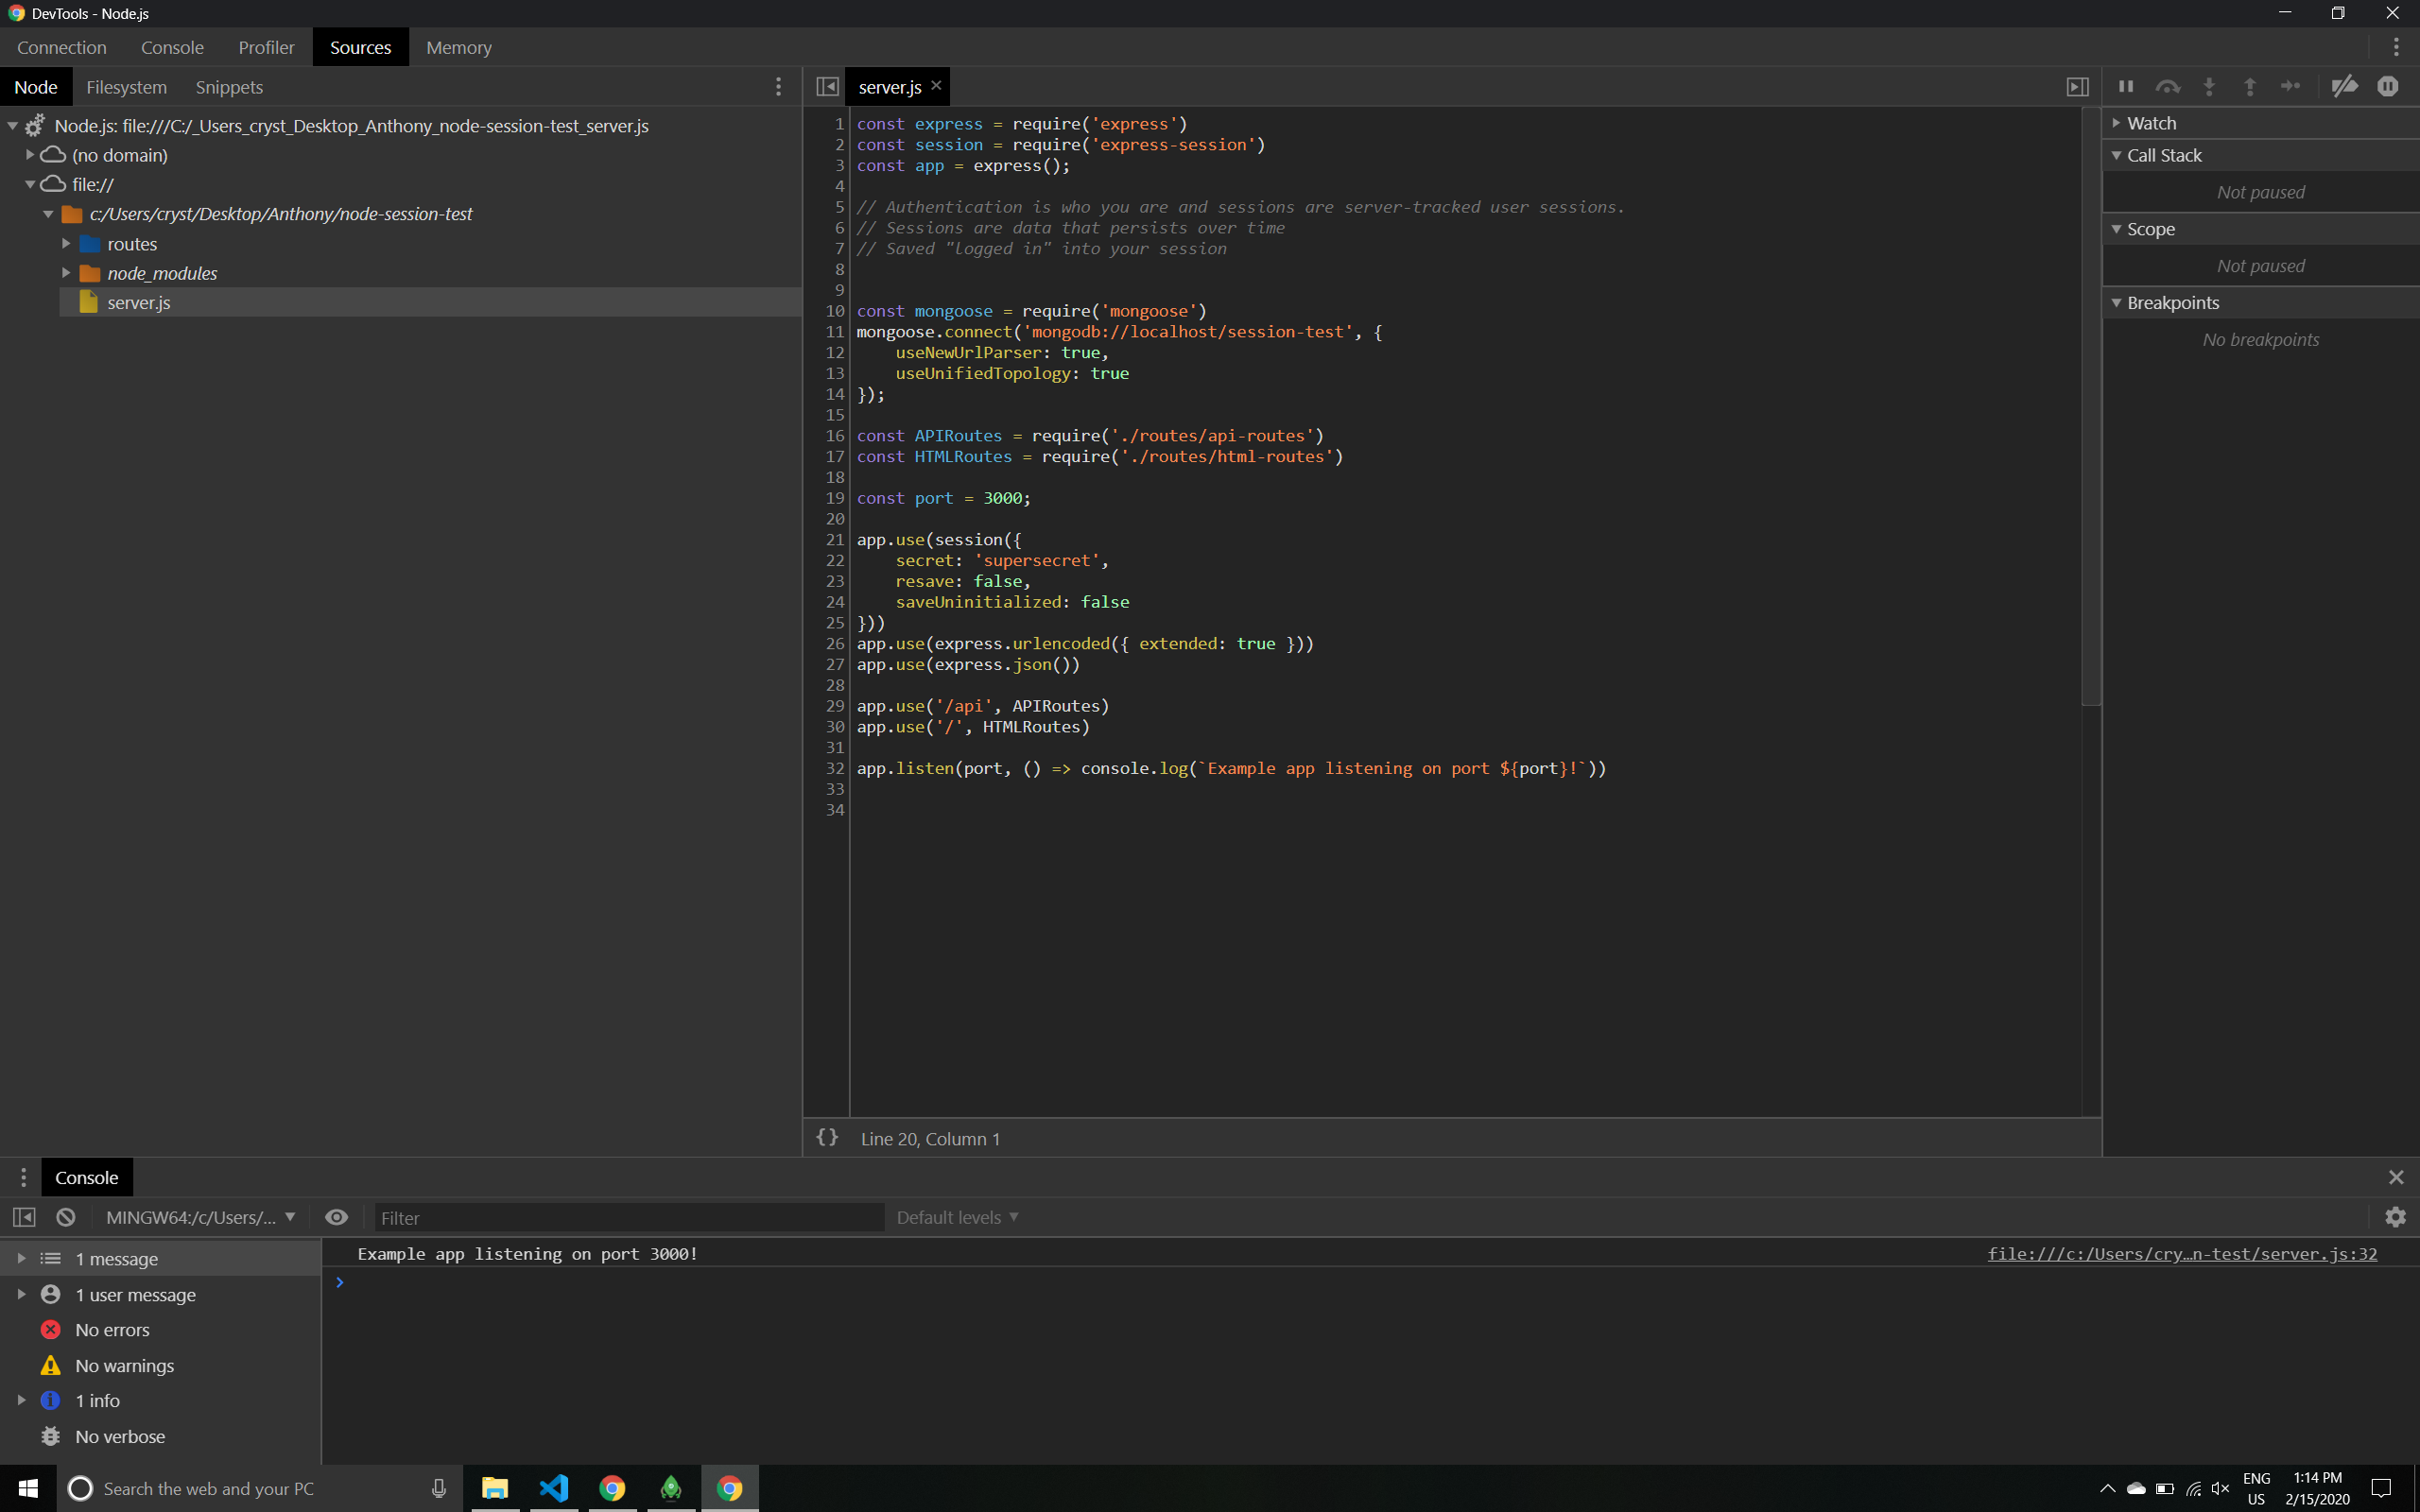 DevTools - Node.js
Connection Console Profiler Sources Memory
Node Filesystem Snippets
server.js
Node.js: file:///C:/_Users_cryst_Desktop_Anthony_node-session-test_server.js
(no domain)
file://
c:/Users/cryst/Desktop/Anthony/node-session-test
routes
node_modules
server.js
1 const express = require('express')
2 const session = require('express-session')
3 const app = express();
4
5 // Authentication is who you are and sessions are server-tracked user sessions.
6 // Sessions are data that persists over time
7 // Saved "logged in" into your session
8
9
10 const mongoose = require('mongoose')
11 mongoose.connect('mongodb://localhost/session-test', {
12     useNewUrlParser: true,
13     useUnifiedTopology: true
14 });
15
16 const APIRoutes = require('./routes/api-routes')
17 const HTMLRoutes = require('./routes/html-routes')
18
19 const port = 3000;
20
21 app.use(session({
22     secret: 'supersecret',
23     resave: false,
24     saveUninitialized: false
25 }))
26 app.use(express.urlencoded({ extended: true }))
27 app.use(express.json())
28
29 app.use('/api', APIRoutes)
30 app.use('/', HTMLRoutes)
31
32 app.listen(port, () => console.log(`Example app listening on port ${port}!`))
33
34
{} Line 20, Column 1
Watch
Call Stack
Not paused
Scope
Not paused
Breakpoints
No breakpoints
Console
MINGW64:/c/Users/... Filter Default levels
1 message
1 user message
No errors
No warnings
1 info
No verbose
Example app listening on port 3000! file:///c:/Users/cry…n-test/server.js:32
Search the web and your PC
ENG
US
1:14 PM
2/15/2020